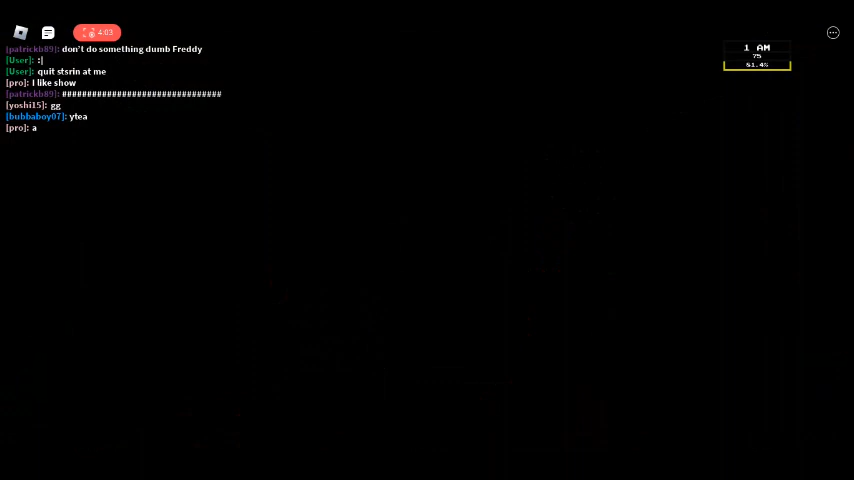 4:03
[patrickb89]: don't do something dumb Freddy
[User]: :|
[User]: quit stsrin at me
[pro]: I like show
[patrickb89]: ################################
[yoshi15]: gg
[bubbaboy07]: ytea
[pro]: a
1 AM
75
81.4%